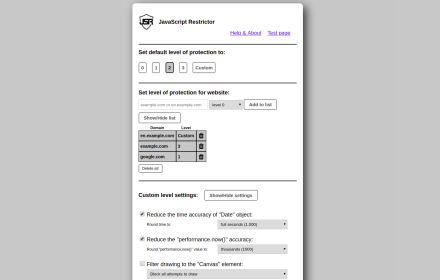 JSR JavaScript Restrictor
Help & About Test page
Set default level of protection to:
0 1 2 3 Custom
Set level of protection for website:
example.com or en.example.com level 0 Add to list
Show/Hide list
Domain Level
en.example.com Custom
example.com 3
google.com 1
Delete all
Custom level settings: Show/Hide settings
Reduce the time accuracy of "Date" object:
Round time to: full seconds (1.000)
Reduce the "performance.now()" accuracy:
Round "performance.now()" value to: thousands (1000)
Filter drawing to the "Canvas" element:
Block all attempts to draw